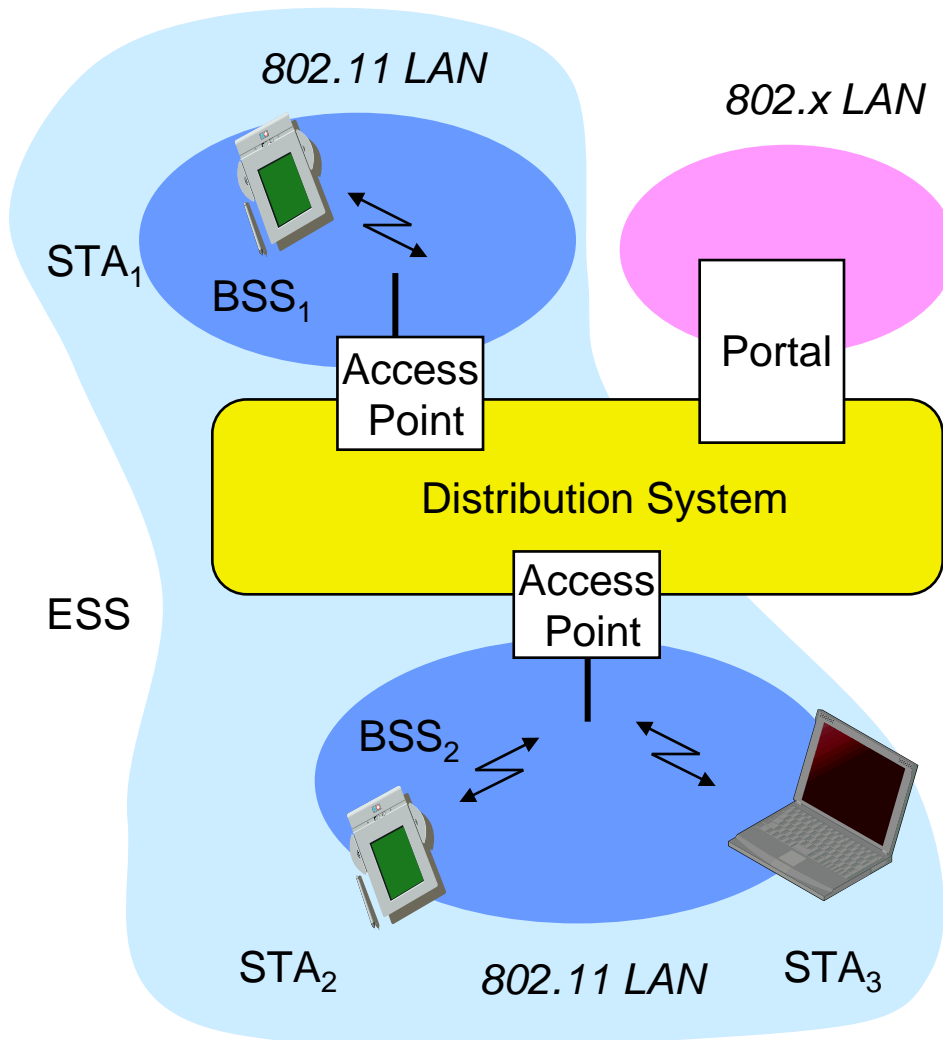 802.11 LAN
802.x LAN
STA₁
BSS₁
Access
Point
Portal
Distribution System
Access
Point
ESS
BSS₂
STA₂
802.11 LAN
STA₃